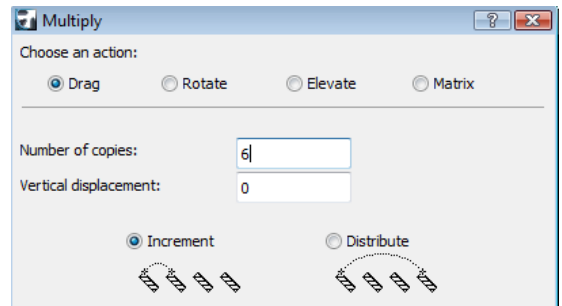 Multiply
Choose an action:
Drag Rotate Elevate Matrix
Number of copies: 6
Vertical displacement: 0
Increment Distribute